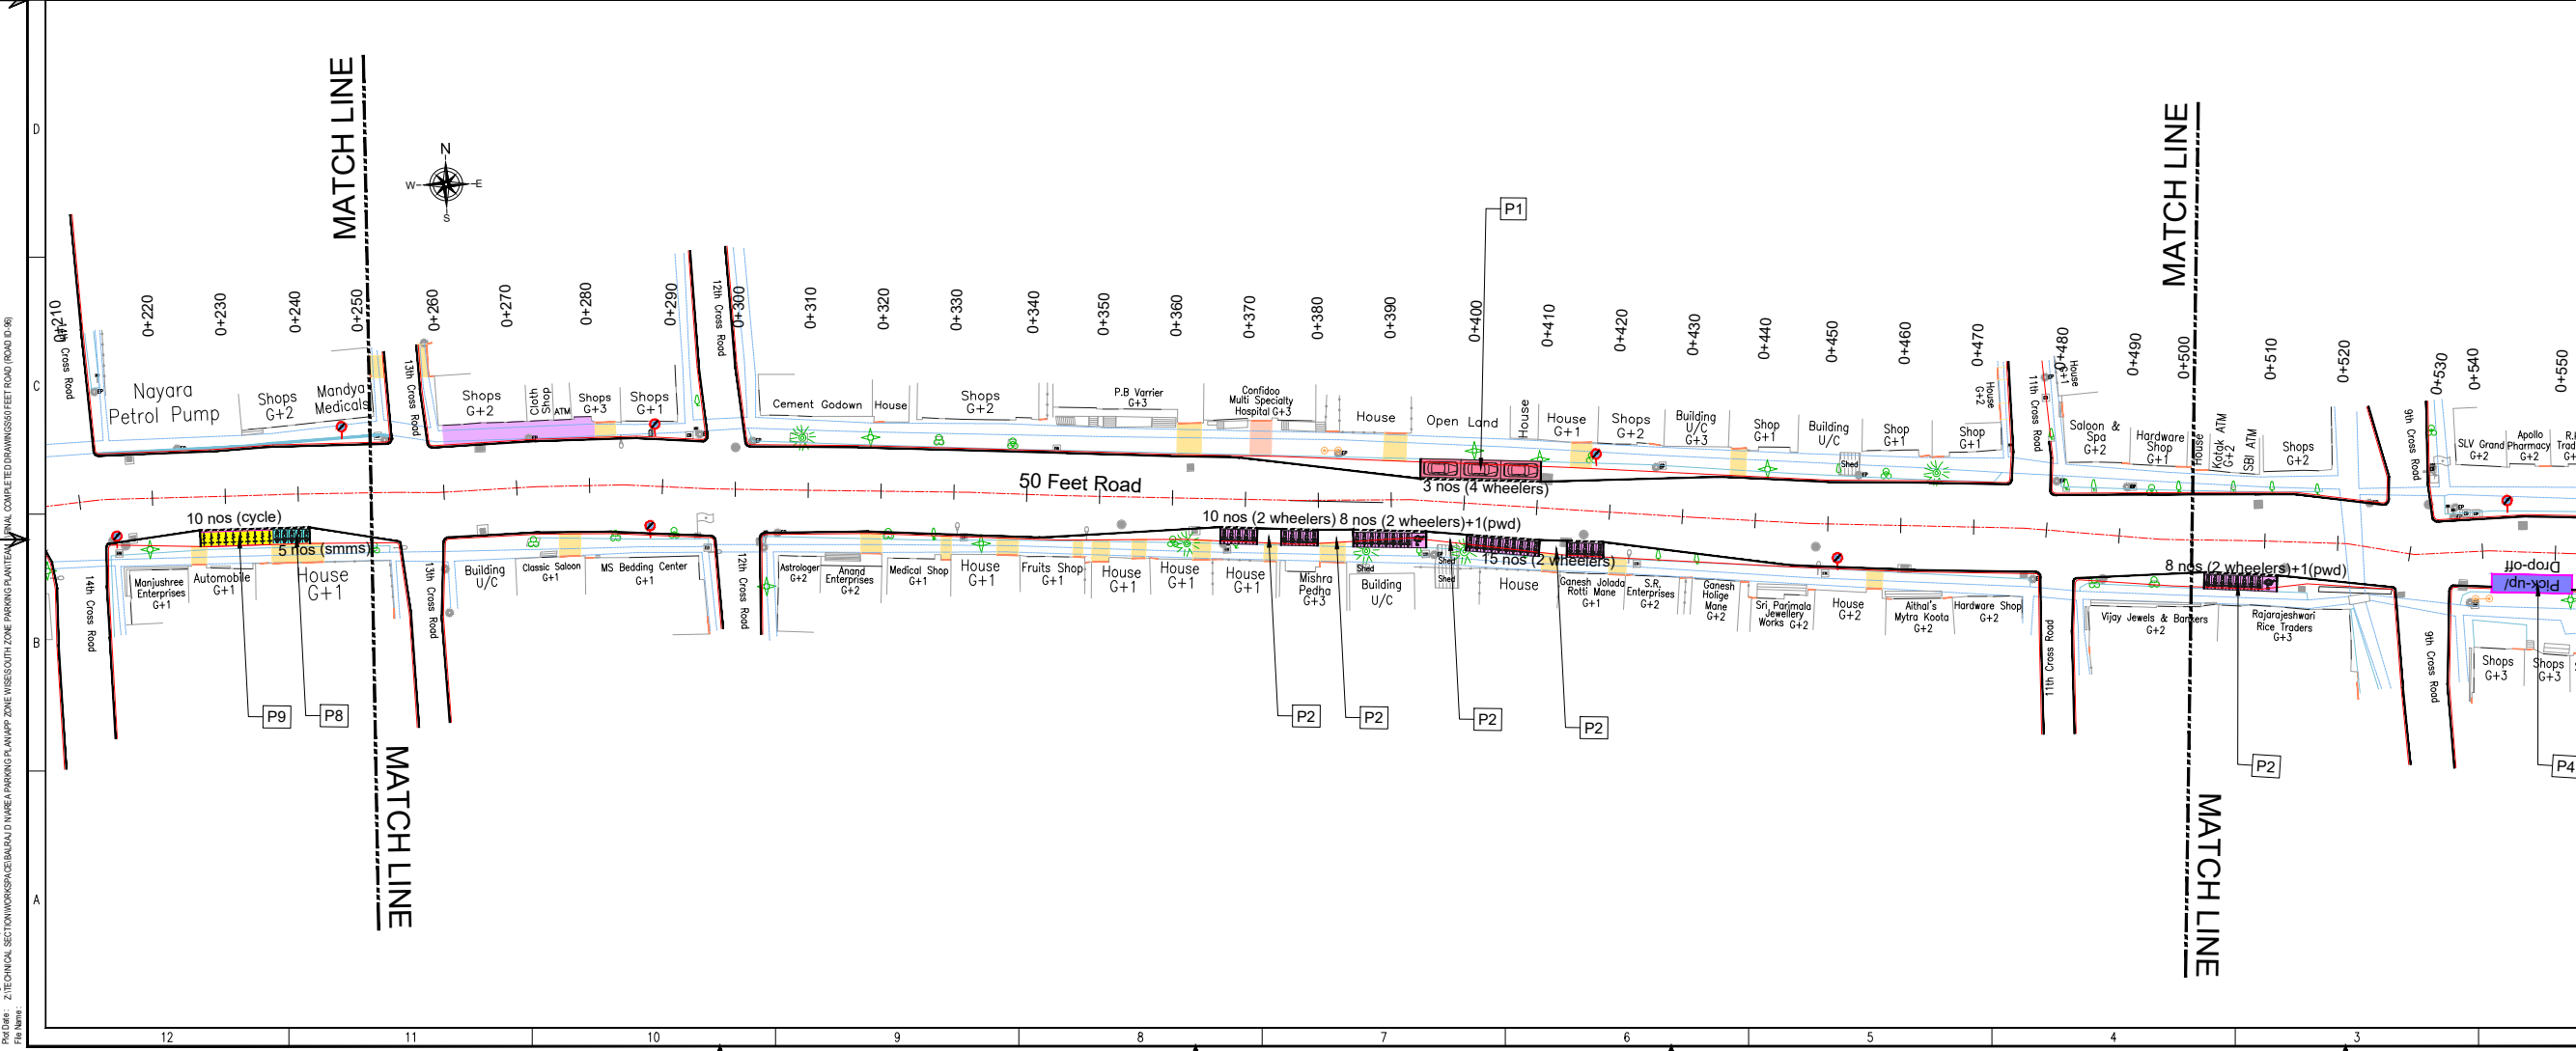 MATCH LINE
MATCH LINE
D
N
W
E
S
P1
C
0+210
0+220
0+230
0+240
0+250
0+260
0+270
0+280
0+290
0+300
0+310
0+320
0+330
0+340
0+350
0+360
0+370
0+380
0+390
0+400
0+410
0+420
0+430
0+440
0+450
0+460
0+470
0+480
0+490
0+500
0+510
0+520
0+530
0+540
0+550
14th Cross Road
Nayara
Petrol Pump
Shops
G+2
Mandya
Medicals
13th Cross Road
Shops
G+2
Cloth
Shop
ATM
Shops
G+3
Shops
G+1
12th Cross Road
Cement Godown
House
Shops
G+2
P.B Varrier
G+3
Confidoo
Multi Specialty
Hospital G+3
House
Open Land
House
House
G+1
Shops
G+2
Building
U/C
G+3
Shop
G+1
Building
U/C
Shed
Shop
G+1
Shop
G+1
House
G+2
11th Cross Road
House
G+1
Saloon &
Spa
G+2
Hardware
Shop
G+1
House
Kotak ATM
G+2
SBI ATM
Shops
G+2
9th Cross Road
SLV Grand
G+2
Apollo
Pharmacy
G+2
50 Feet Road
3 nos (4 wheelers)
10 nos (cycle)
5 nos (smms)
10 nos (2 wheelers)
8 nos (2 wheelers)+1(pwd)
15 nos (2 wheelers)
8 nos (2 wheelers)+1(pwd)
Pick-up/
Drop-off
B
14th Cross Road
Manjushree
Enterprises
G+1
Automobile
G+1
House
G+1
13th Cross Road
Building
U/C
Classic Saloon
G+1
MS Bedding Center
G+1
12th Cross Road
Astrologer
G+2
Anand
Enterprises
G+2
Medical Shop
G+1
House
G+1
Fruits Shop
G+1
House
G+1
House
G+1
House
G+1
Mishra
Pedha
G+3
Shed
Building
U/C
Shed
Shed
House
Ganesh Jolada
Rotti Mane
G+1
S.R.
Enterprises
G+2
Ganesh
Holige
Mane
G+2
Sri Parimala
Jewellery
Works G+2
House
G+2
Aithal's
Mytra Koota
G+2
Hardware Shop
G+2
11th Cross Road
Vijay Jewels & Bankers
G+2
Rajarajeshwari
Rice Traders
G+3
9th Cross Road
Shops
G+3
Shops
G+3
P9
P8
P2
P2
P2
P2
P2
P4
MATCH LINE
MATCH LINE
A
12
11
10
9
8
7
6
5
4
3
Plot Date :
File Name :